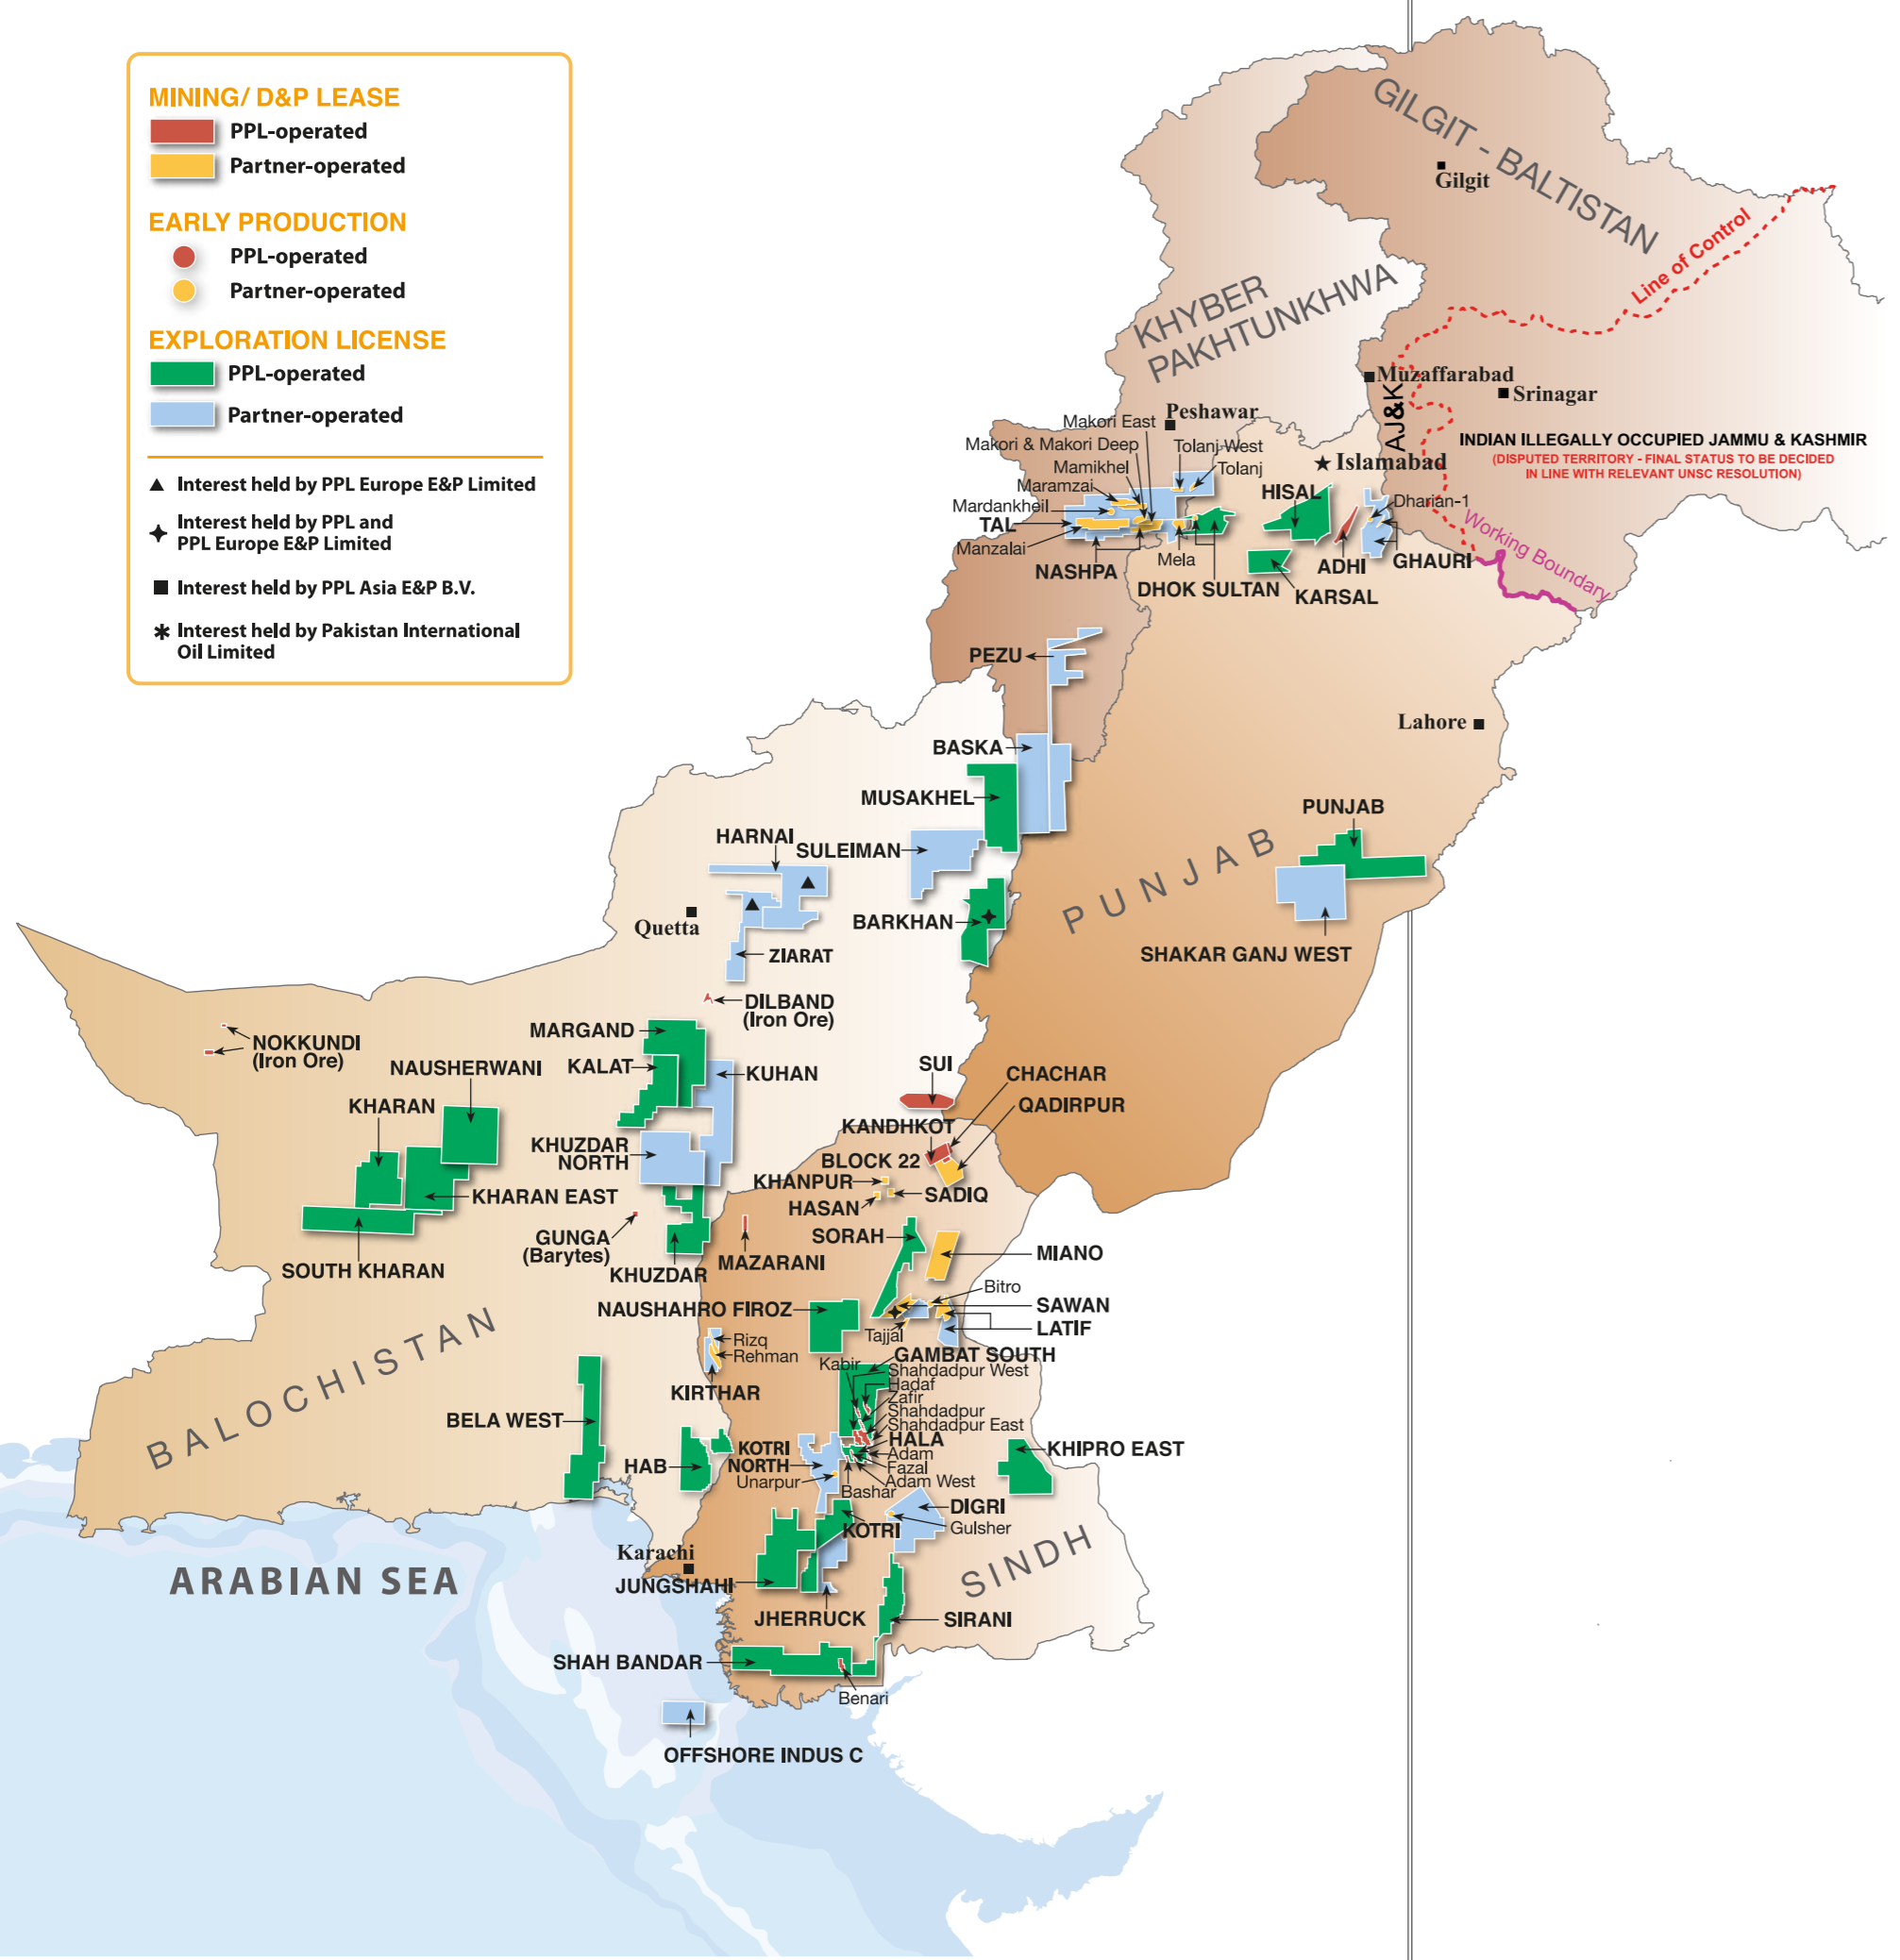 MINING/ D&P LEASE
PPL-operated
Partner-operated
EARLY PRODUCTION
PPL-operated
Partner-operated
EXPLORATION LICENSE
PPL-operated
Partner-operated
Interest held by PPL Europe E&P Limited
Interest held by PPL and
PPL Europe E&P Limited
Interest held by PPL Asia E&P B.V.
Interest held by Pakistan International
Oil Limited
GILGIT - BALTISTAN
Gilgit
Line of Control
KHYBER
PAKHTUNKHWA
Muzaffarabad
Srinagar
AJ&K
INDIAN ILLEGALLY OCCUPIED JAMMU & KASHMIR
(DISPUTED TERRITORY - FINAL STATUS TO BE DECIDED
IN LINE WITH RELEVANT UNSC RESOLUTION)
Working Boundary
Peshawar
Makori East
Makori & Makori Deep
Tolanj West
Mamikhel
Tolanj
Maramzai
Mardankheil
TAL
Manzalai
NASHPA
Mela
DHOK SULTAN
Islamabad
HISAL
Dharian-1
ADHI
GHAURI
KARSAL
PEZU
Lahore
BASKA
MUSAKHEL
HARNAI
SULEIMAN
PUNJAB
PUNJAB
BARKHAN
Quetta
SHAKAR GANJ WEST
ZIARAT
DILBAND
(Iron Ore)
NOKKUNDI
(Iron Ore)
MARGAND
NAUSHERWANI
KALAT
KUHAN
SUI
CHACHAR
QADIRPUR
KHARAN
KANDHKOT
KHUZDAR
NORTH
BLOCK 22
KHANPUR
SADIQ
HASAN
KHARAN EAST
GUNGA
(Barytes)
SORAH
MIANO
MAZARANI
SOUTH KHARAN
KHUZDAR
Bitro
NAUSHAHRO FIROZ
SAWAN
Tajjal
LATIF
Rizq
Rehman
GAMBAT SOUTH
Kabir
Shahdadpur West
Hadaf
Zafir
KIRTHAR
Shahdadpur
Shahdadpur East
BALOCHISTAN
BELA WEST
HALA
KOTRI
NORTH
Adam
KHIPRO EAST
HAB
Fazal
Unarpur
Adam West
Bashar
DIGRI
KOTRI
Gulsher
Karachi
SINDH
ARABIAN SEA
JUNGSHAHI
JHERRUCK
SIRANI
SHAH BANDAR
Benari
OFFSHORE INDUS C